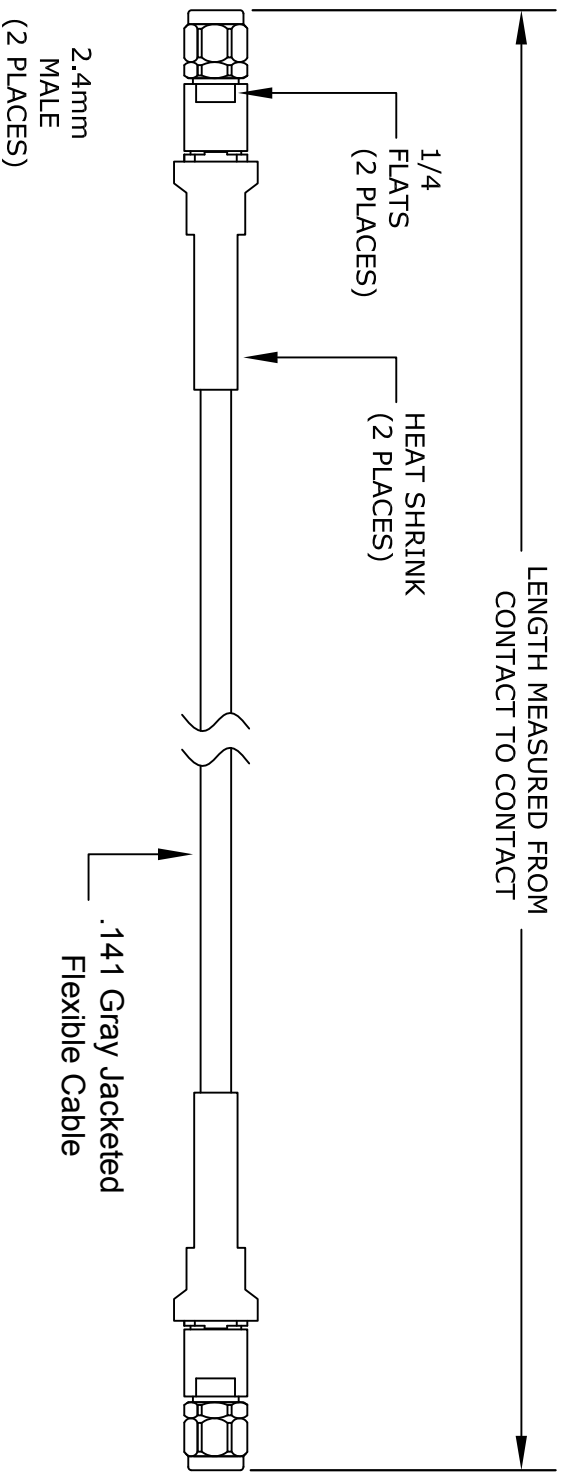 LENGTH MEASURED FROM
CONTACT TO CONTACT
1/4
FLATS
(2 PLACES)
HEAT SHRINK
(2 PLACES)
2.4mm
MALE
(2 PLACES)
.141 Gray Jacketed
Flexible Cable